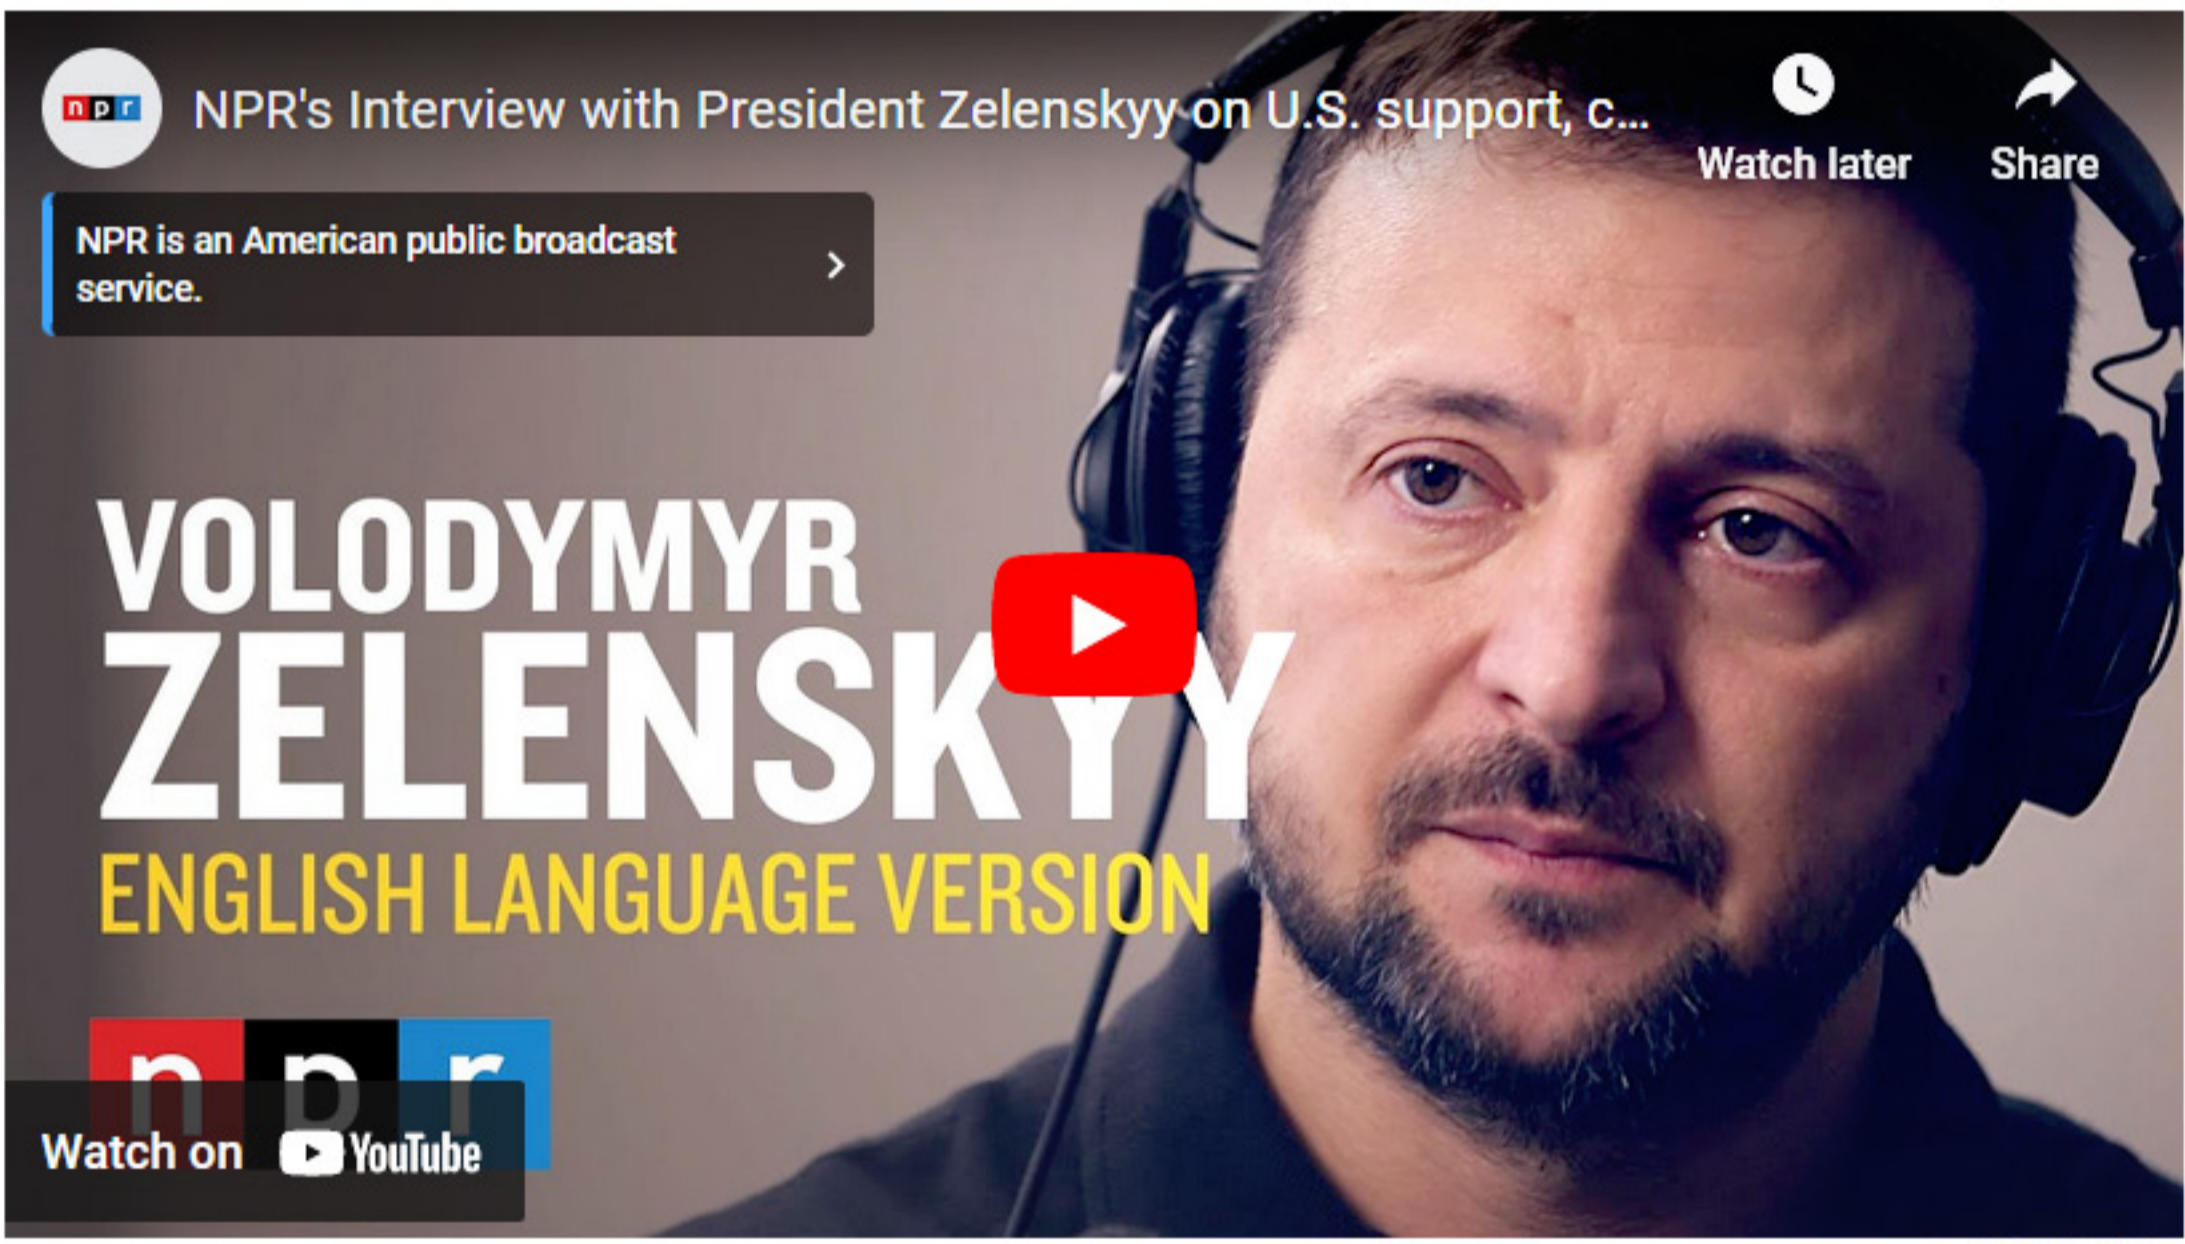 npr
NPR's Interview with President Zelenskyy on U.S. support, c...
Watch later
Share
NPR is an American public broadcast
service.
VOLODYMYR
ZELENSKYY
ENGLISH LANGUAGE VERSION
npr
Watch on YouTube